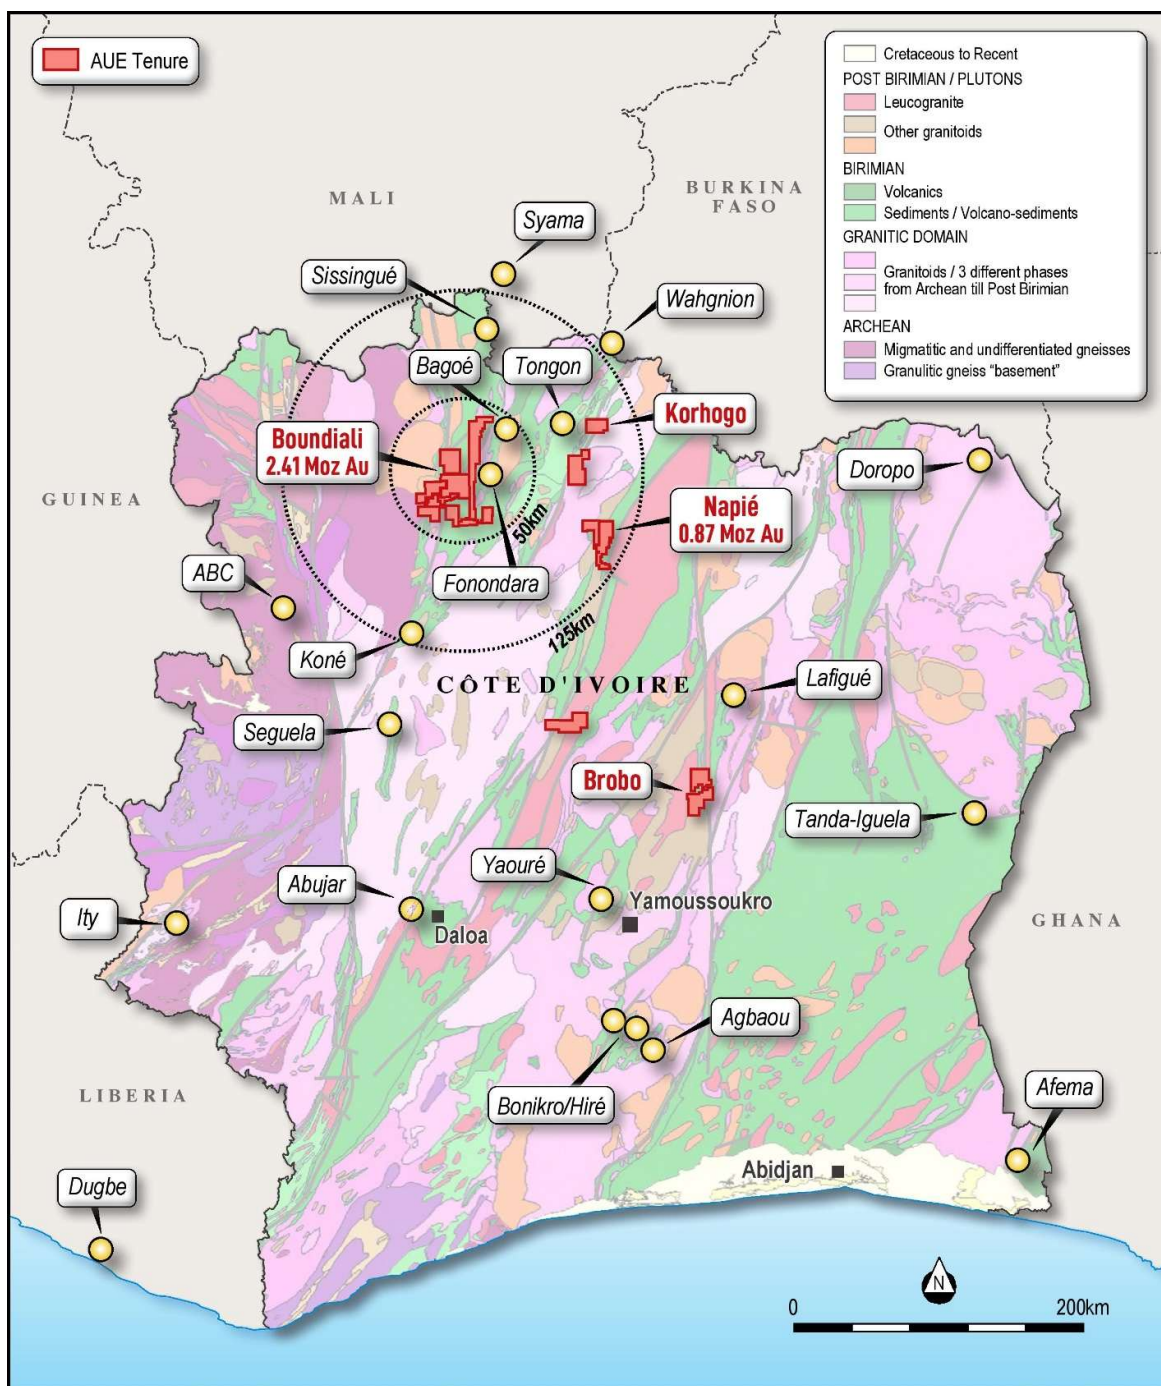 AUE Tenure
Cretaceous to Recent
POST BIRIMIAN / PLUTONS
Leucogranite
Other granitoids
BIRIMIAN
Volcanics
Sediments / Volcano-sediments
GRANITIC DOMAIN
Granitoids / 3 different phases
from Archean till Post Birimian
ARCHEAN
Migmatitic and undifferentiated gneisses
Granulitic gneiss “basement”
MALI
BURKINA
FASO
Syama
Sissingué
Wahgnion
Bagoé
Tongon
Korhogo
Boundiali
2.41 Moz Au
Doropo
GUINEA
Napié
0.87 Moz Au
50km
ABC
Fonondara
125km
Koné
CÔTE D'IVOIRE
Lafigué
Seguela
Brobo
Tanda-Iguela
Yaouré
Abujar
Yamoussoukro
Ity
Daloa
GHANA
Agbaou
LIBERIA
Bonikro/Hiré
Afema
Abidjan
Dugbe
N
0
200km